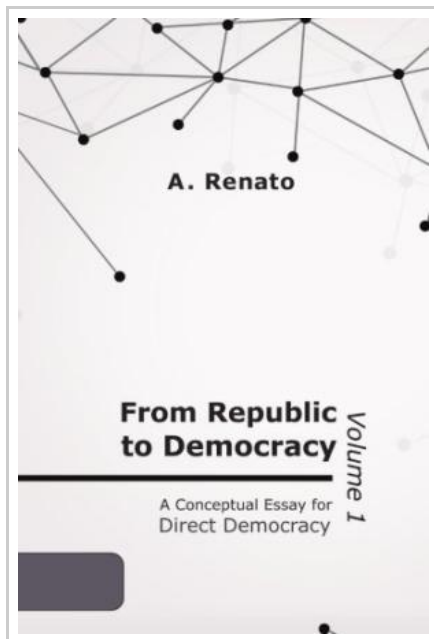 A. Renato
From Republic
to Democracy
Volume 1
A Conceptual Essay for
Direct Democracy